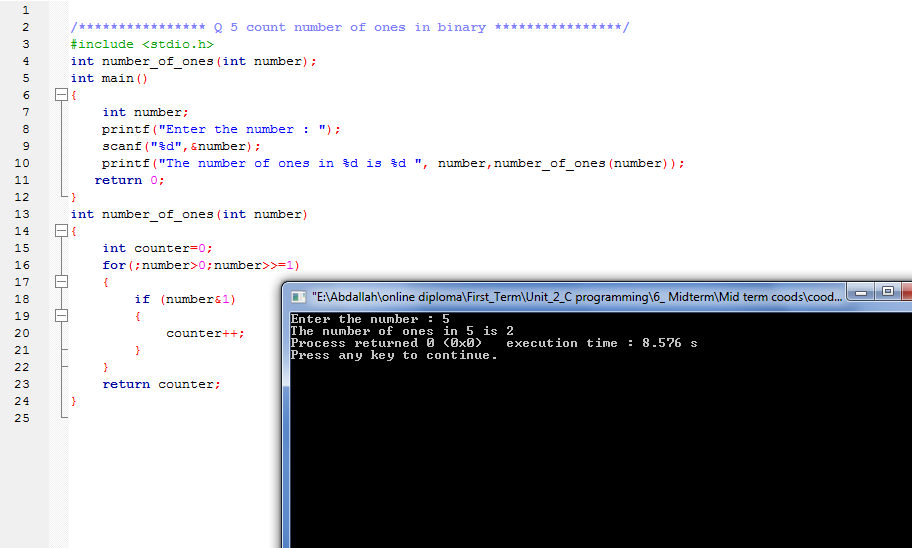 1
2 /**************** Q 5 count number of ones in binary ****************/
3 #include <stdio.h>
4 int number_of_ones(int number);
5 int main()
6 {
7     int number;
8     printf("Enter the number : ");
9     scanf("%d",&number);
10     printf("The number of ones in %d is %d ", number,number_of_ones(number));
11    return 0;
12 }
13 int number_of_ones(int number)
14 {
15     int counter=0;
16     for(;number>0;number>>=1)
17     {
18         if (number&1)
19         {
20             counter++;
21         }
22     }
23     return counter;
24 }
25
"E:\Abdallah\online diploma\First_Term\Unit_2_C programming\6_ Midterm\Mid term coods\cood...
Enter the number : 5
The number of ones in 5 is 2
Process returned 0 (0x0)   execution time : 8.576 s
Press any key to continue.